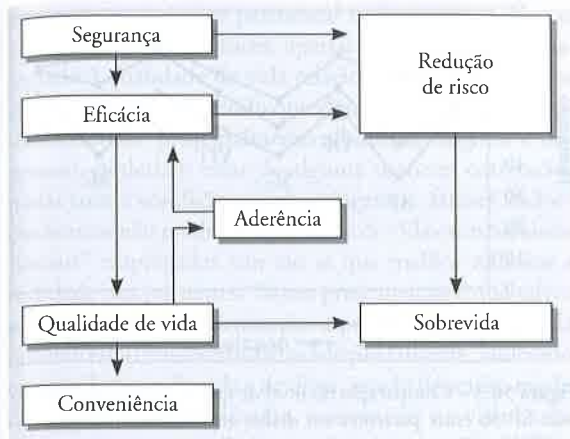 Segurança
Redução
de risco
Eficácia
Aderência
Qualidade de vida
Sobrevida
Conveniência